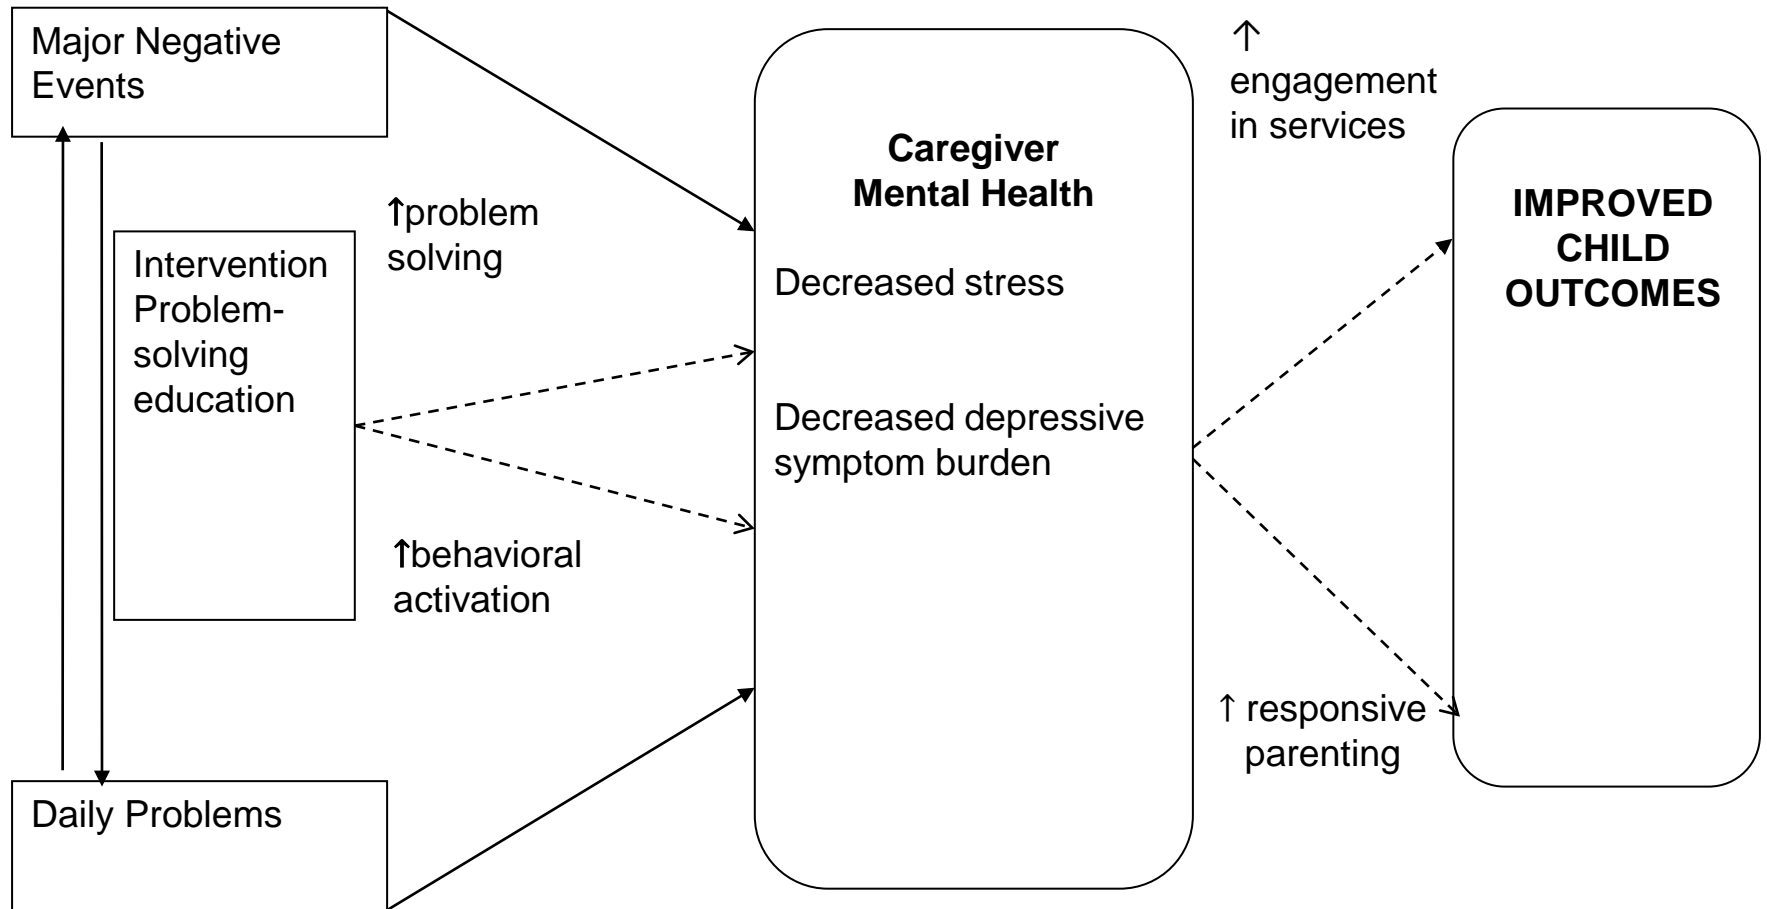 Major Negative
Events
Intervention
Problem-
solving
education
Daily Problems
↑problem
solving
↑behavioral
activation
Caregiver
Mental Health
Decreased stress
Decreased depressive
symptom burden
↑
engagement
in services
↑ responsive
parenting
IMPROVED
CHILD
OUTCOMES